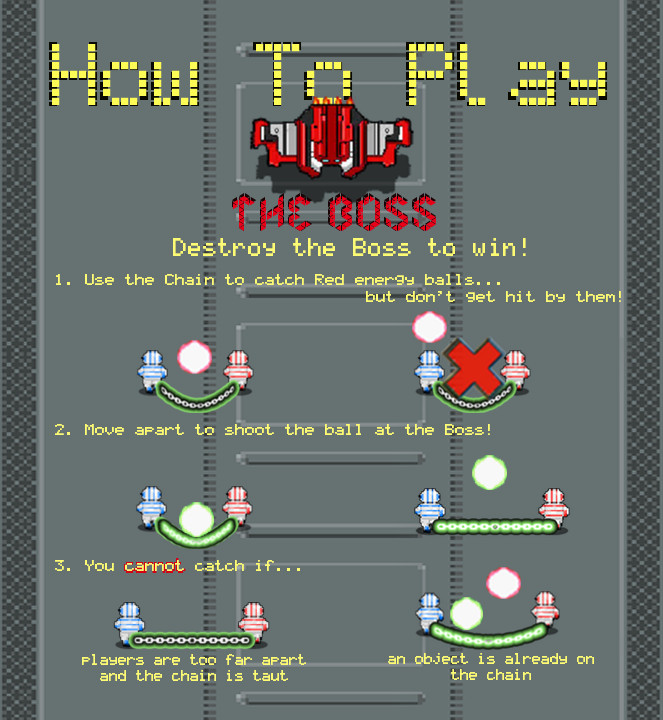 How To Play
THE BOSS
Destroy the Boss to win!
1. Use the Chain to catch Red energy balls...
but don't get hit by them!
2. Move apart to shoot the ball at the Boss!
3. You cannot catch if...
players are too far apart
and the chain is taut
an object is already on
the chain